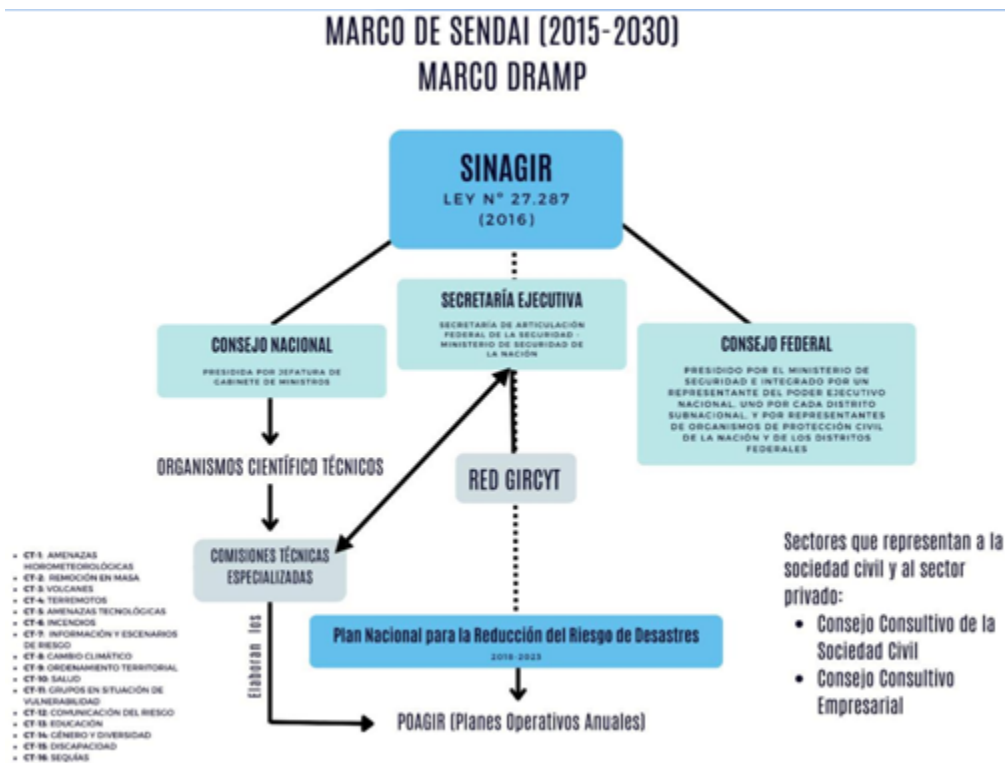 MARCO DE SENDAI (2015-2030)
MARCO DRAMP
SINAGIR
LEY Nº 27.287
(2016)
SECRETARÍA EJECUTIVA
SECRETARÍA DE ARTICULACIÓN
FEDERAL DE LA SEGURIDAD -
MINISTERIO DE SEGURIDAD DE
LA NACIÓN
CONSEJO NACIONAL
PRESIDIDA POR JEFATURA DE
GABINETE DE MINISTROS
CONSEJO FEDERAL
PRESIDIDO POR EL MINISTERIO DE
SEGURIDAD E INTEGRADO POR UN
REPRESENTANTE DEL PODER EJECUTIVO
NACIONAL, UNO POR CADA DISTRITO
SUBNACIONAL, Y POR REPRESENTANTES
DE ORGANISMOS DE PROTECCIÓN CIVIL
DE LA NACIÓN Y DE LOS DISTRITOS
FEDERALES
ORGANISMOS CIENTÍFICO TÉCNICOS
RED GIRCYT
COMISIONES TÉCNICAS
ESPECIALIZADAS
CT-1: AMENAZAS
HIDROMETEOROLÓGICAS
CT-2: REMOCIÓN EN MASA
CT-3: VOLCANES
CT-4: TERREMOTOS
CT-5: AMENAZAS TECNOLÓGICAS
CT-6: INCENDIOS
CT-7: INFORMACIÓN Y ESCENARIOS
DE RIESGO
CT-8: CAMBIO CLIMÁTICO
CT-9: ORDENAMIENTO TERRITORIAL
CT-10: SALUD
CT-11: GRUPOS EN SITUACIÓN DE
VULNERABILIDAD
CT-12: COMUNICACIÓN DEL RIESGO
CT-13: EDUCACIÓN
CT-14: GÉNERO Y DIVERSIDAD
CT-15: DISCAPACIDAD
CT-16: SEQUÍAS
Elaboran los
Plan Nacional para la Reducción del Riesgo de Desastres
2018-2023
POAGIR (Planes Operativos Anuales)
Sectores que representan a la
sociedad civil y al sector
privado:
Consejo Consultivo de la
Sociedad Civil
Consejo Consultivo
Empresarial